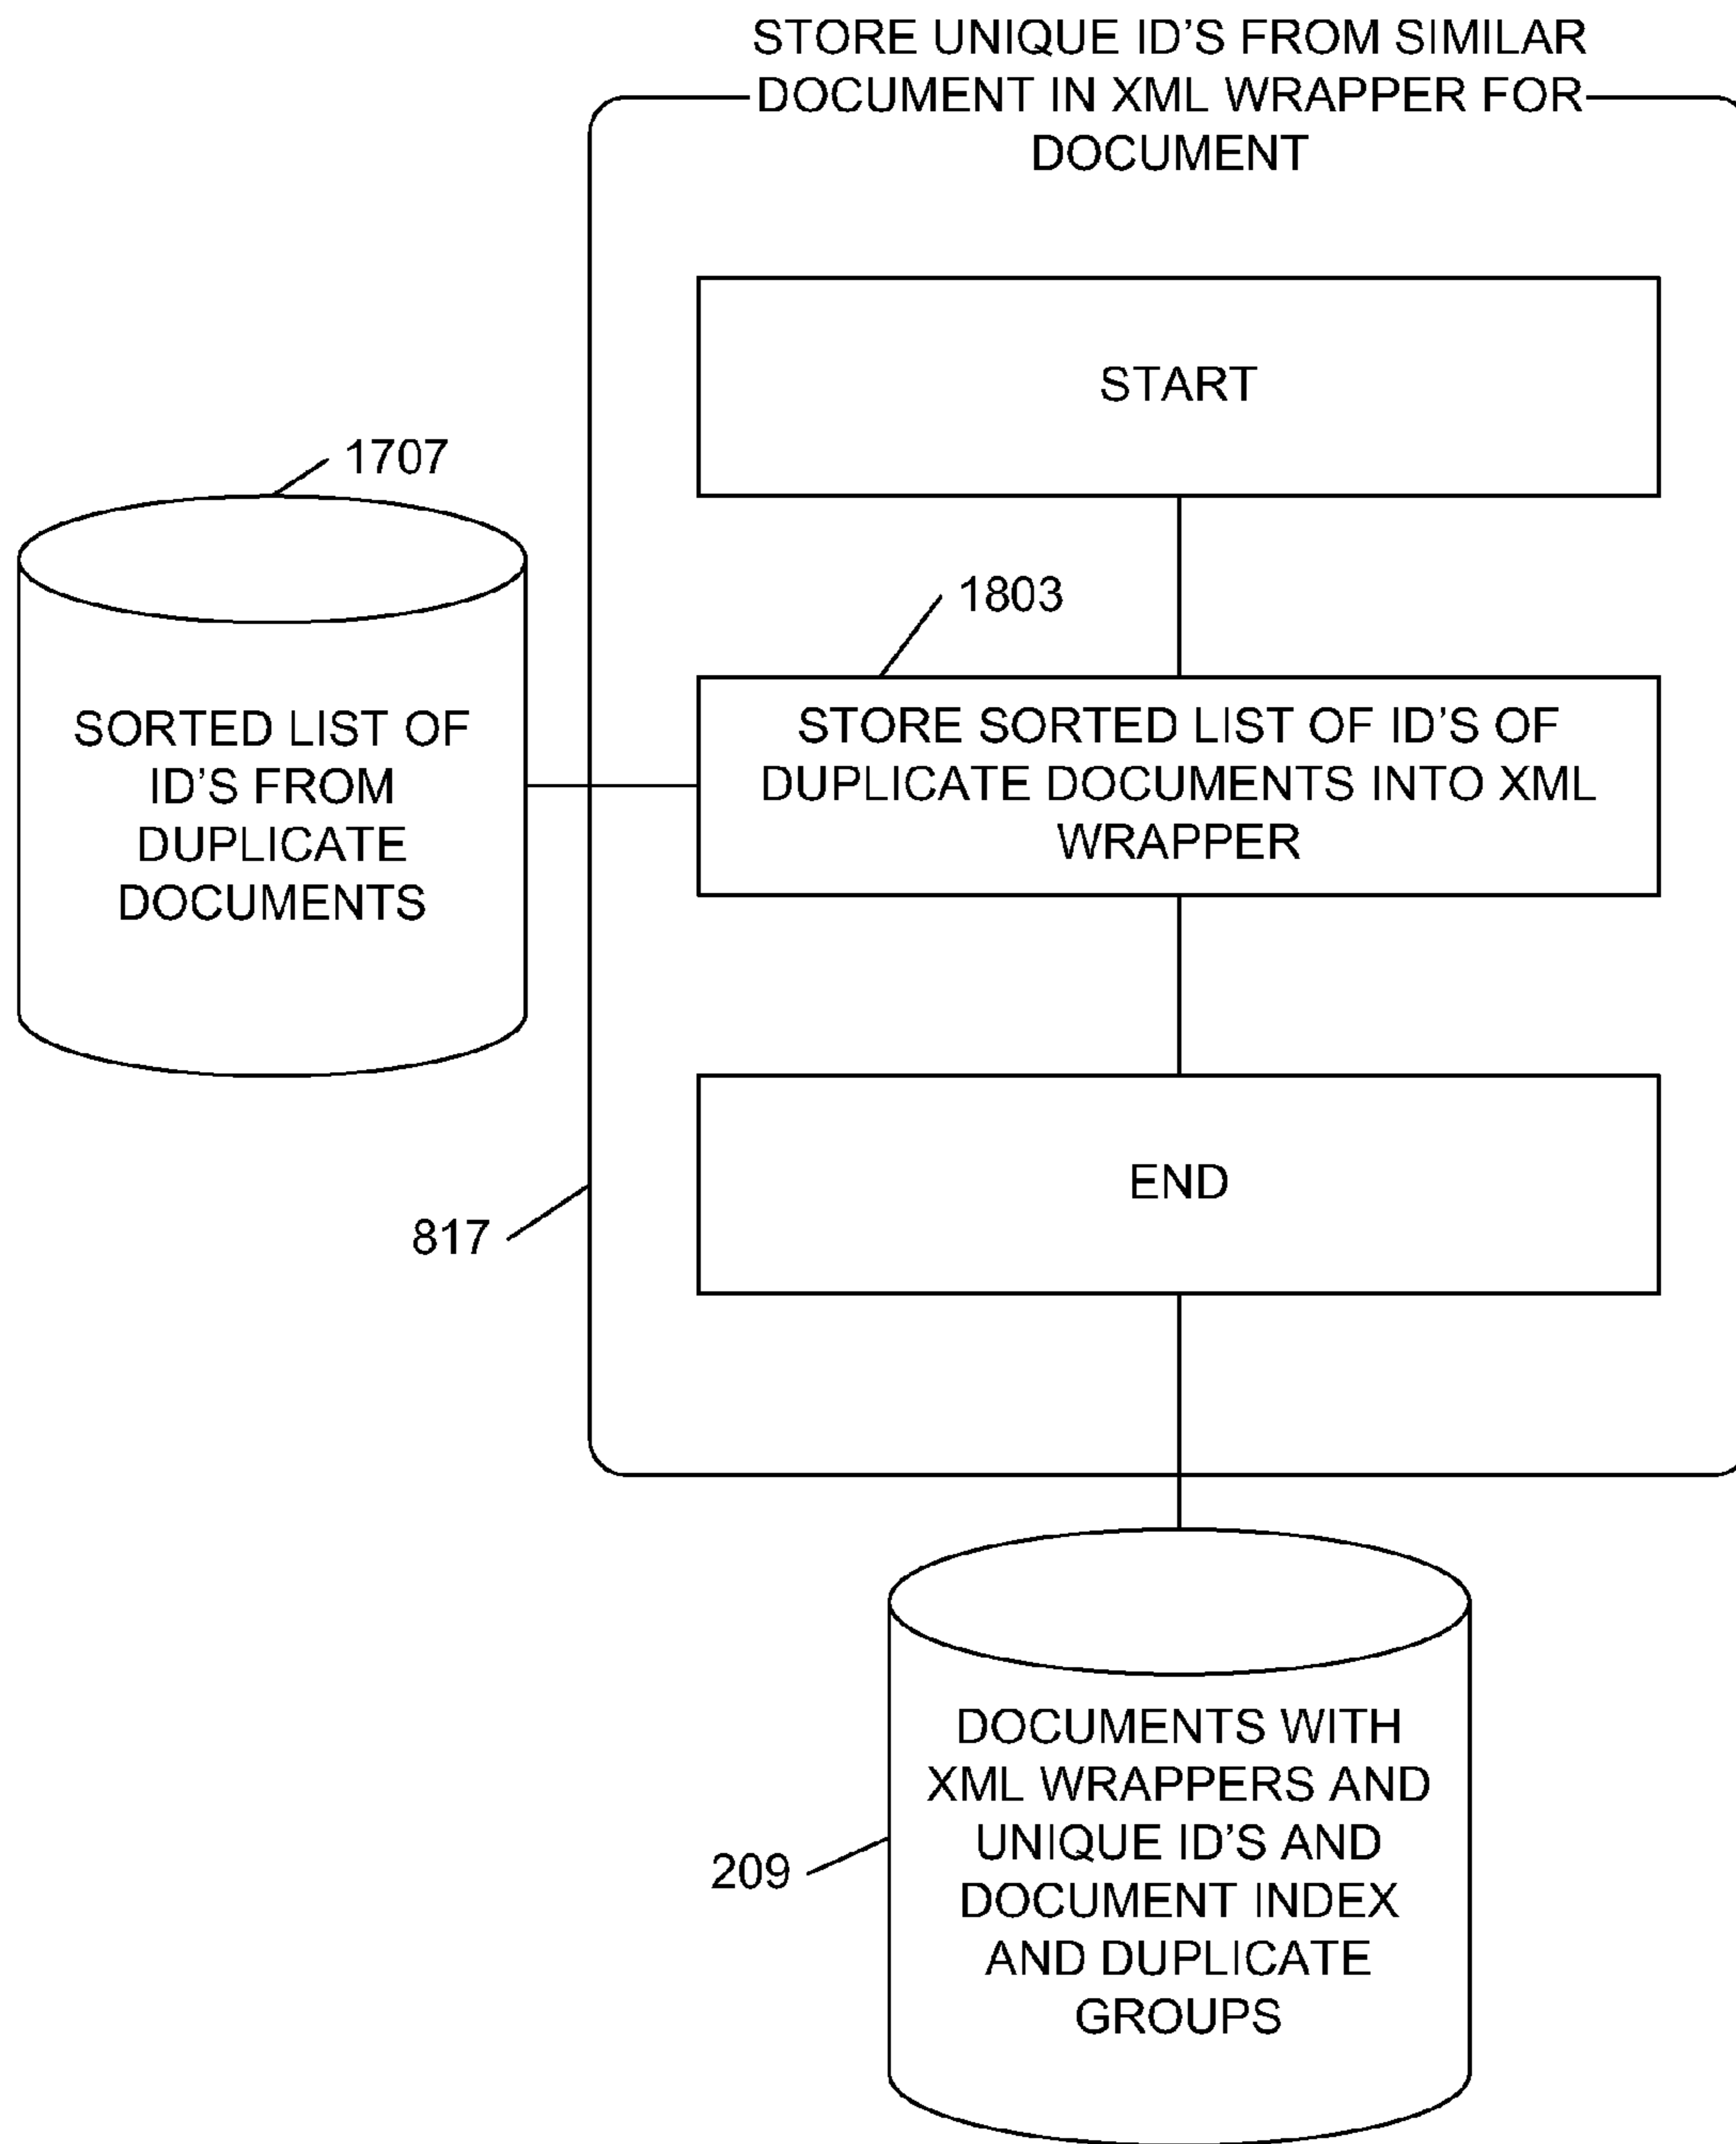 STORE UNIQUE ID'S FROM SIMILAR
DOCUMENT IN XML WRAPPER FOR
DOCUMENT
START
1707
1803
SORTED LIST OF
ID'S FROM
DUPLICATE
DOCUMENTS
STORE SORTED LIST OF ID'S OF
DUPLICATE DOCUMENTS INTO XML
WRAPPER
END
817
DOCUMENTS WITH
XML WRAPPERS AND
UNIQUE ID'S AND
DOCUMENT INDEX
AND DUPLICATE
GROUPS
209